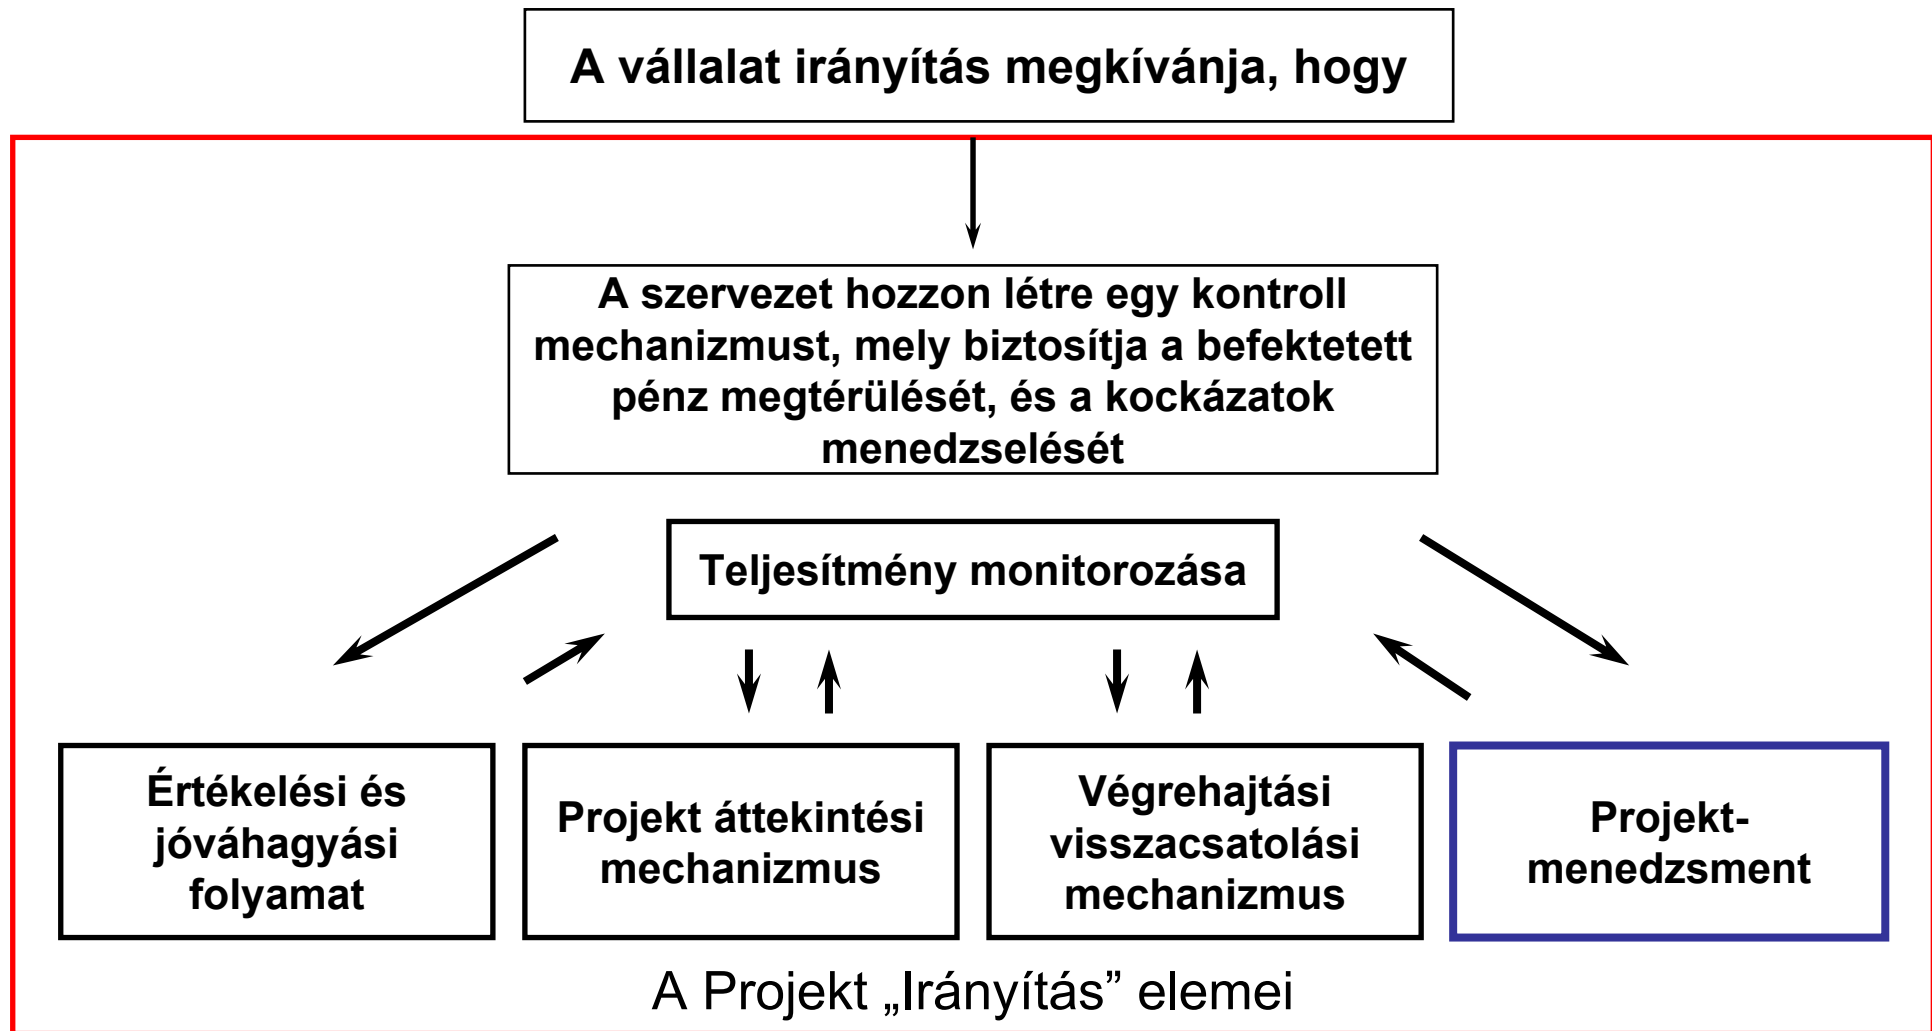 A vállalat irányítás megkívánja, hogy
A szervezet hozzon létre egy kontroll
mechanizmust, mely biztosítja a befektetett
pénz megtérülését, és a kockázatok
menedzselését
Teljesítmény monitorozása
Értékelési és
jóváhagyási
folyamat
Projekt áttekintési
mechanizmus
Végrehajtási
visszacsatolási
mechanizmus
Projekt-
menedzsment
A Projekt „Irányítás” elemei